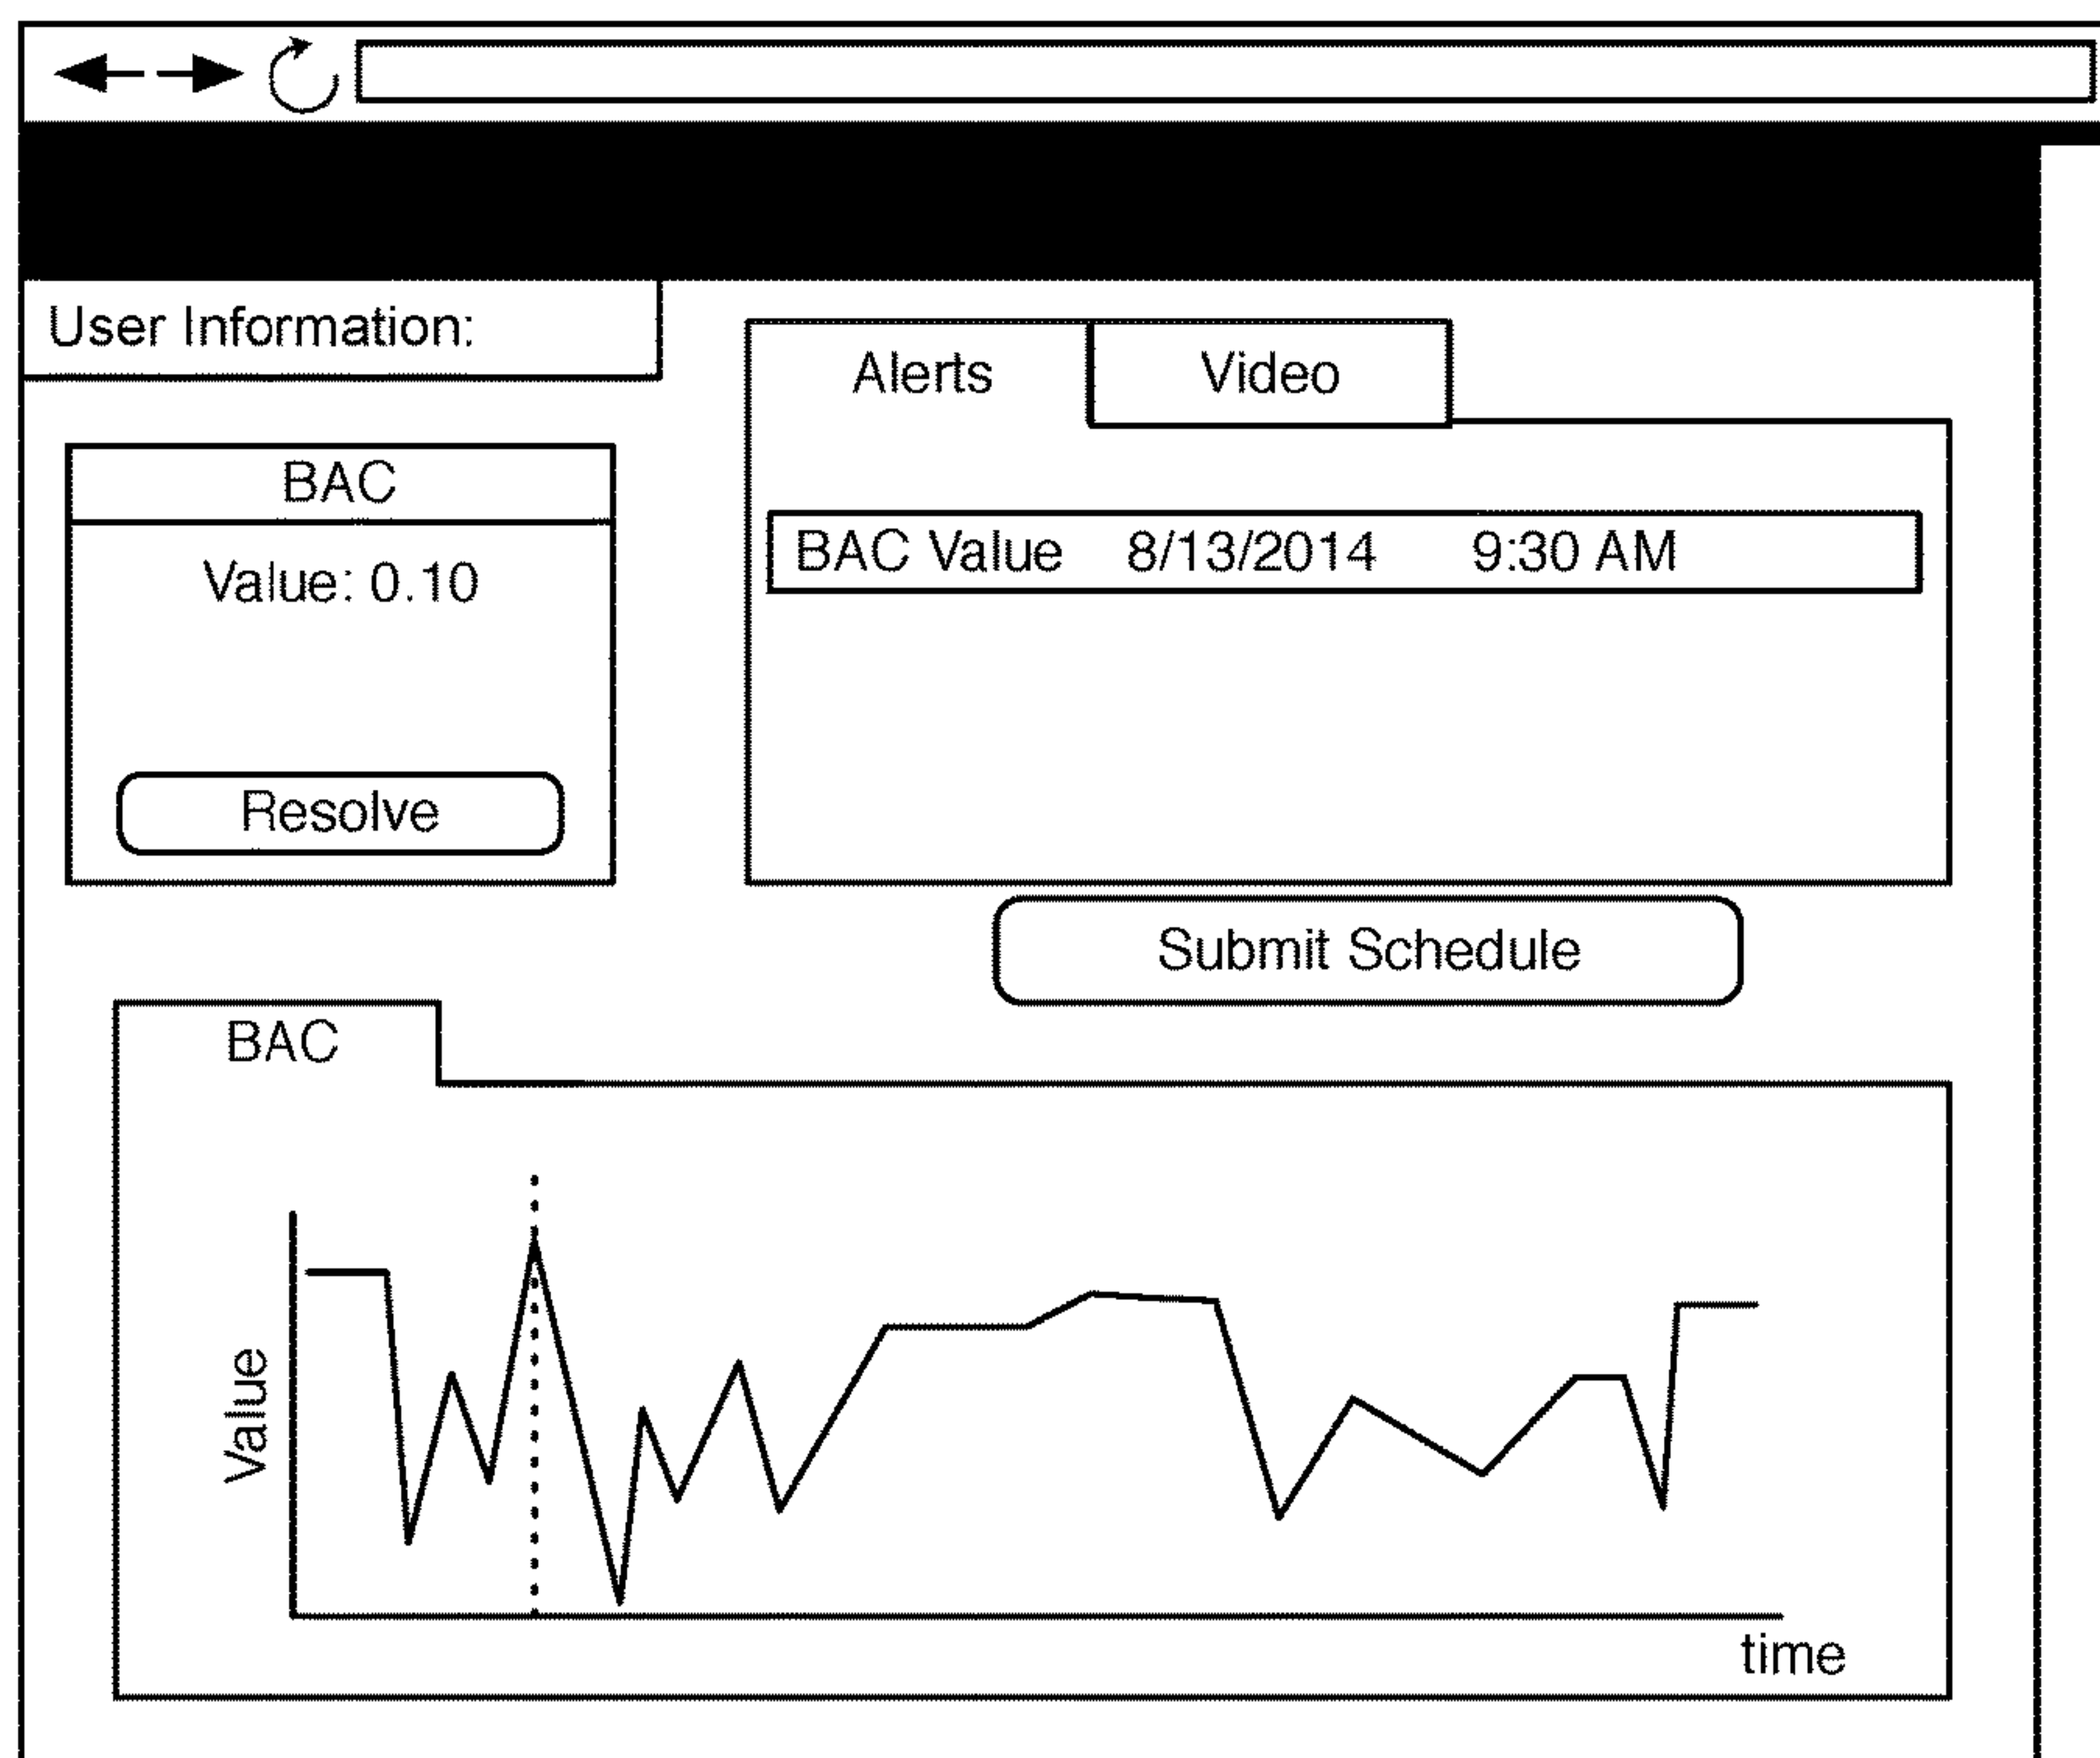 User Information:
Alerts
Video
BAC
Value: 0.10
Resolve
BAC Value 8/13/2014 9:30 AM
Submit Schedule
BAC
Value
time